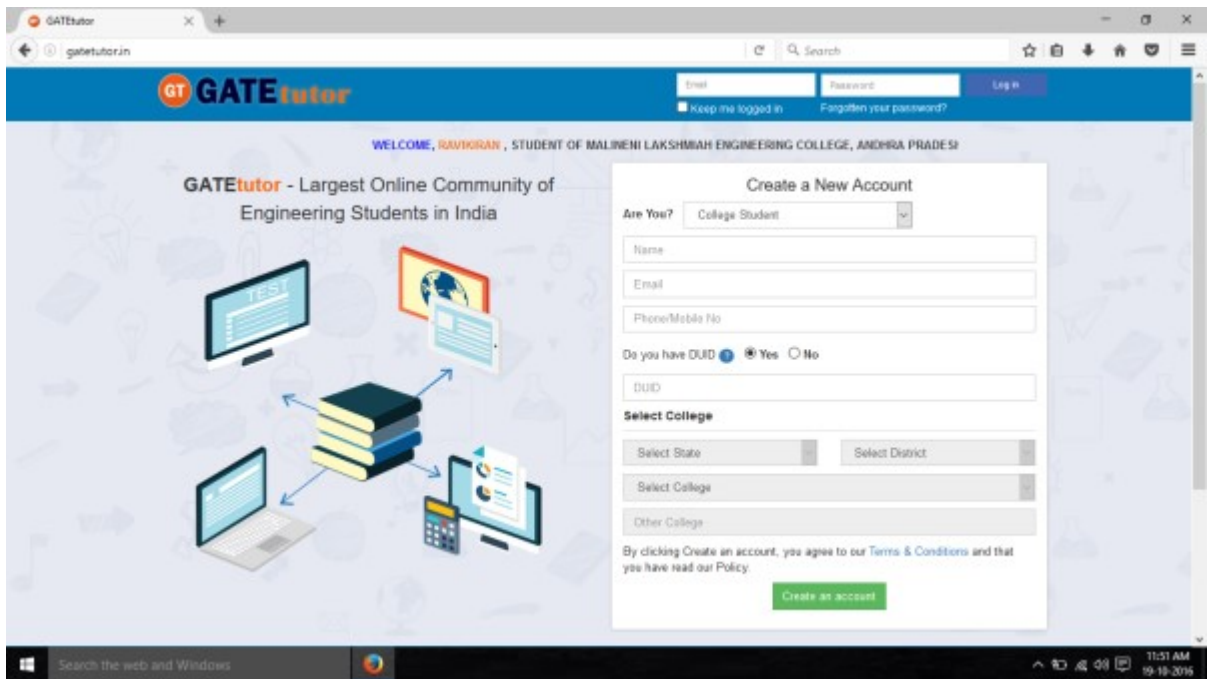 GATEtutor
gatetutor.in
Search
GT GATEtutor
Email
Password
Log in
Keep me logged in
Forgotten your password?
WELCOME, RAVIKIRAN , STUDENT OF MALINENI LAKSHMIAH ENGINEERING COLLEGE, ANDHRA PRADESH
GATEtutor - Largest Online Community of
Engineering Students in India
TEST
Create a New Account
Are You?
College Student
Name
Email
Phone/Mobile No
Do you have DUID ? Yes No
DUID
Select College
Select State
Select District
Select College
Other College
By clicking Create an account, you agree to our Terms & Conditions and that
you have read our Policy.
Create an account
Search the web and Windows
11:51 AM
19-10-2016